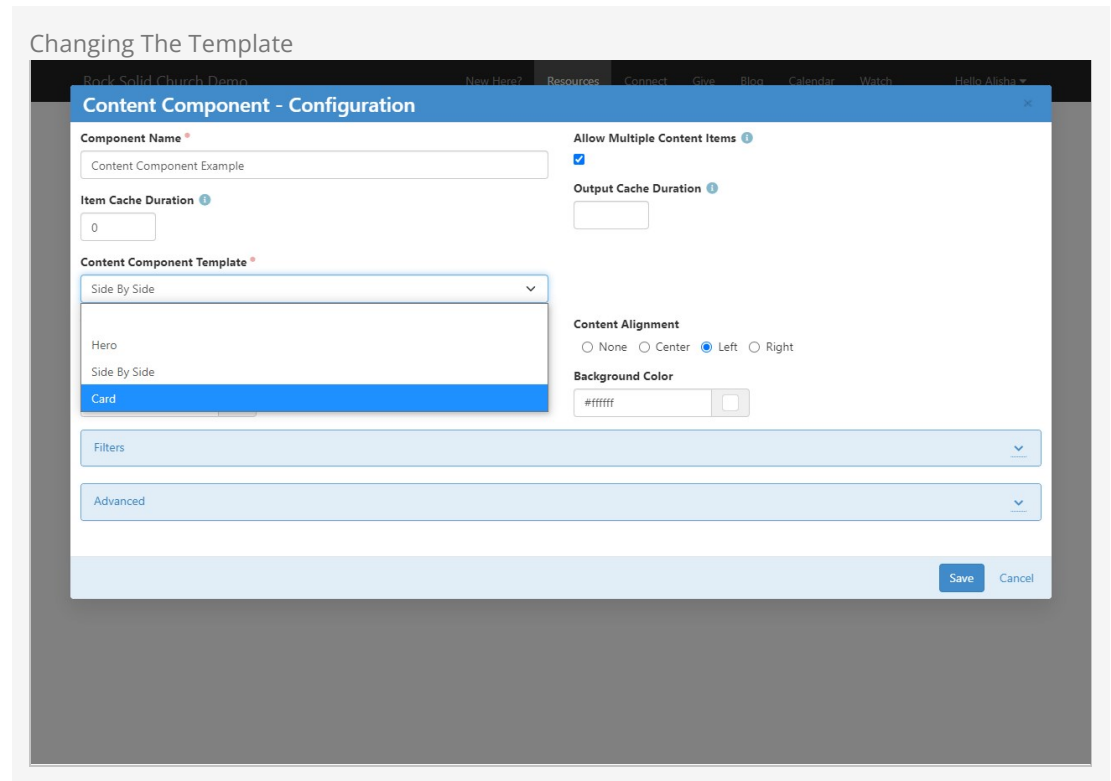 Changing The Template
Rock Solid Church Demo New Here? Resources Connect Give Blog Calendar Watch Hello Alisha
Content Component - Configuration ×
Component Name
Content Component Example
Allow Multiple Content Items
Item Cache Duration
0
Output Cache Duration
Content Component Template
Side By Side
Hero
Side By Side
Card
Content Alignment
None Center Left Right
Background Color
#ffffff
Filters
Advanced
Save Cancel